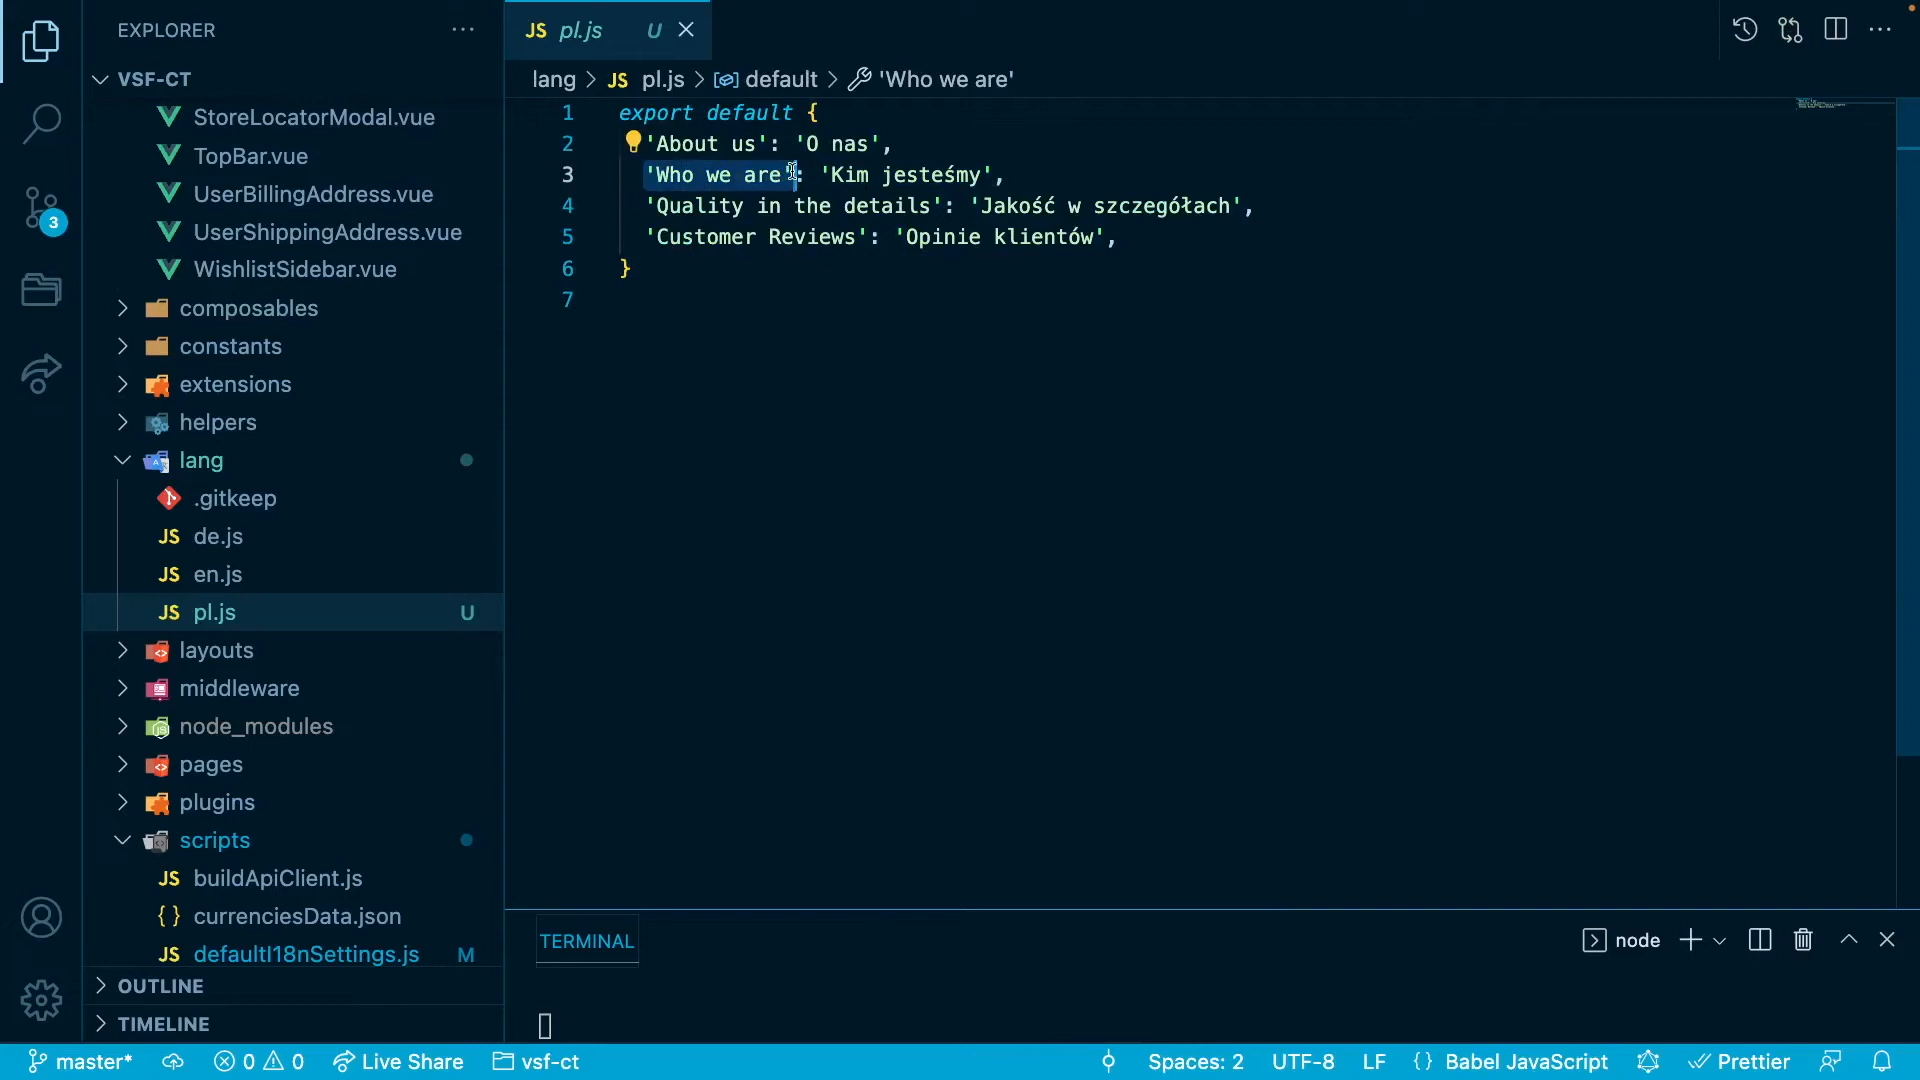 EXPLORER
VSF-CT
StoreLocatorModal.vue
TopBar.vue
UserBillingAddress.vue
UserShippingAddress.vue
WishlistSidebar.vue
composables
constants
extensions
helpers
lang
.gitkeep
JS de.js
JS en.js
JS pl.js U
layouts
middleware
node_modules
pages
plugins
scripts
JS buildApiClient.js
{ } currenciesData.json
JS defaultI18nSettings.js M
OUTLINE
TIMELINE
3
JS pl.js U
lang > JS pl.js > default > 'Who we are'
1 export default {
2 'About us': 'O nas',
3 'Who we are': 'Kim jesteśmy',
4 'Quality in the details': 'Jakość w szczegółach',
5 'Customer Reviews': 'Opinie klientów',
6 }
7
TERMINAL
node
master* 0 0 Live Share vsf-ct Spaces: 2 UTF-8 LF { } Babel JavaScript Prettier